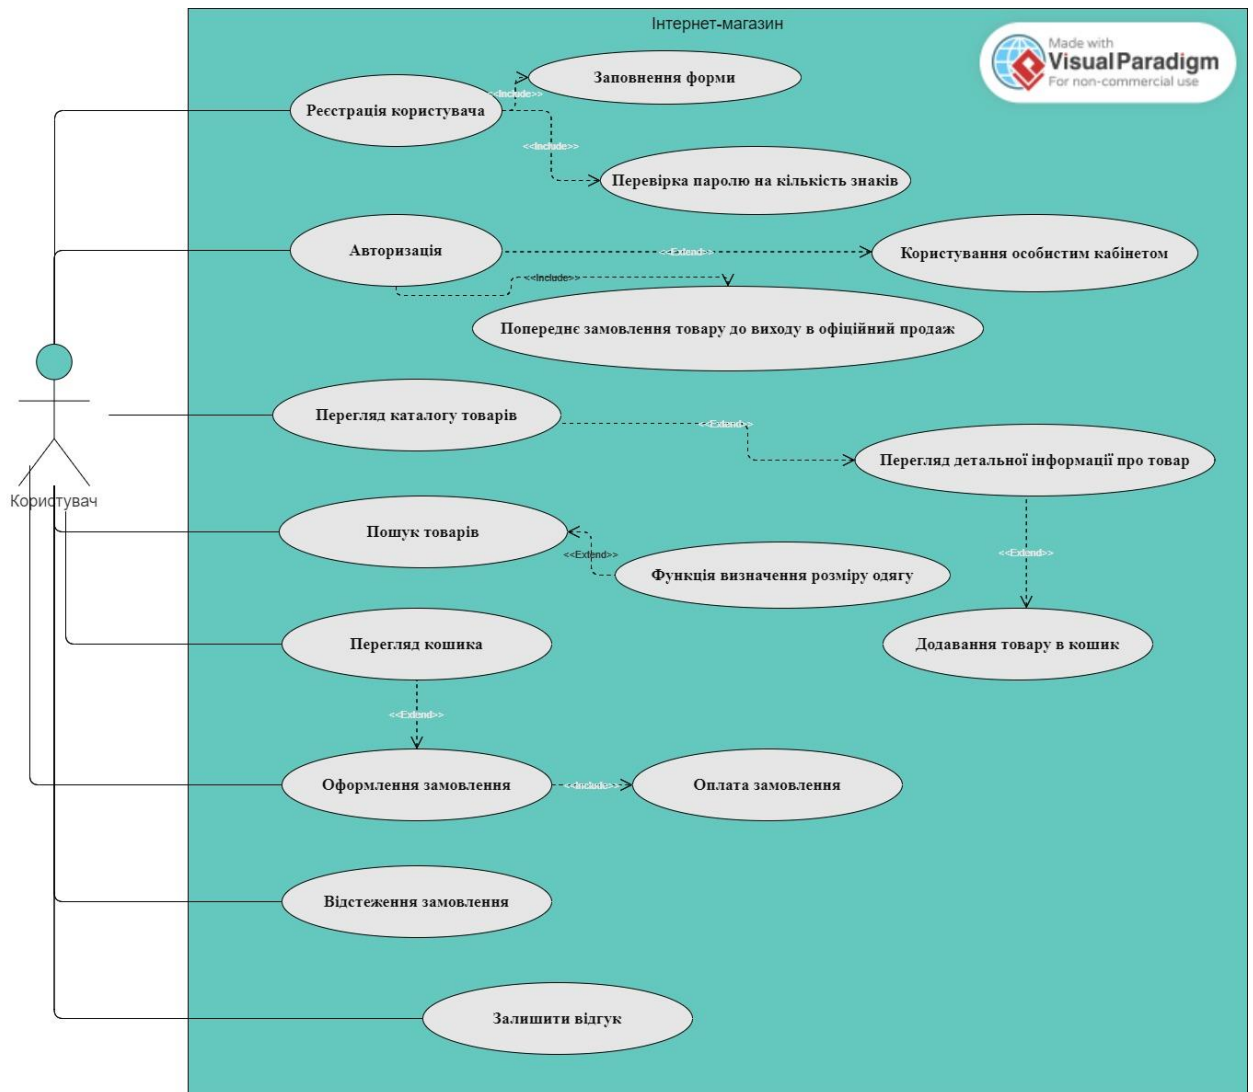 Інтернет-магазин
Made with
Visual Paradigm
For non-commercial use
Заповнення форми
<<Include>>
Реєстрація користувача
<<Include>>
Перевірка паролю на кількість знаків
Авторизація
<<Extend>>
Користування особистим кабінетом
<<Include>>
Попереднє замовлення товару до виходу в офіційний продаж
Перегляд каталогу товарів
<<Extend>>
Перегляд детальної інформації про товар
Користувач
Пошук товарів
<<Extend>>
<<Extend>>
Функція визначення розміру одягу
Перегляд кошика
Додавання товару в кошик
<<Extend>>
Оформлення замовлення
<<Include>>
Оплата замовлення
Відстеження замовлення
Залишити відгук